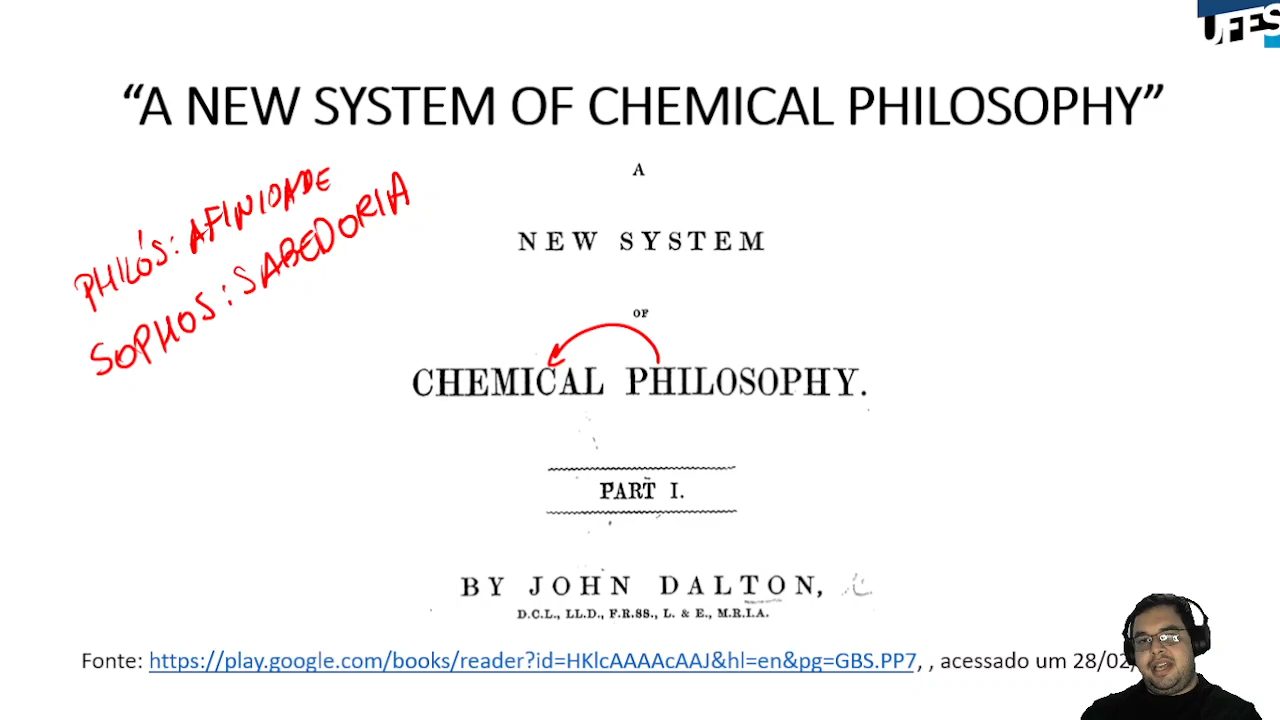 UFES
“A NEW SYSTEM OF CHEMICAL PHILOSOPHY”
PHILÓS: AFINIDADE
SOPHOS: SABEDORIA
A
NEW SYSTEM
OF
CHEMICAL PHILOSOPHY.
PART I.
BY JOHN DALTON,
D.C.L., LL.D., F.R.SS., L. & E., M.R.I.A.
Fonte: https://play.google.com/books/reader?id=HKlcAAAAcAAJ&hl=en&pg=GBS.PP7, , acessado um 28/02/